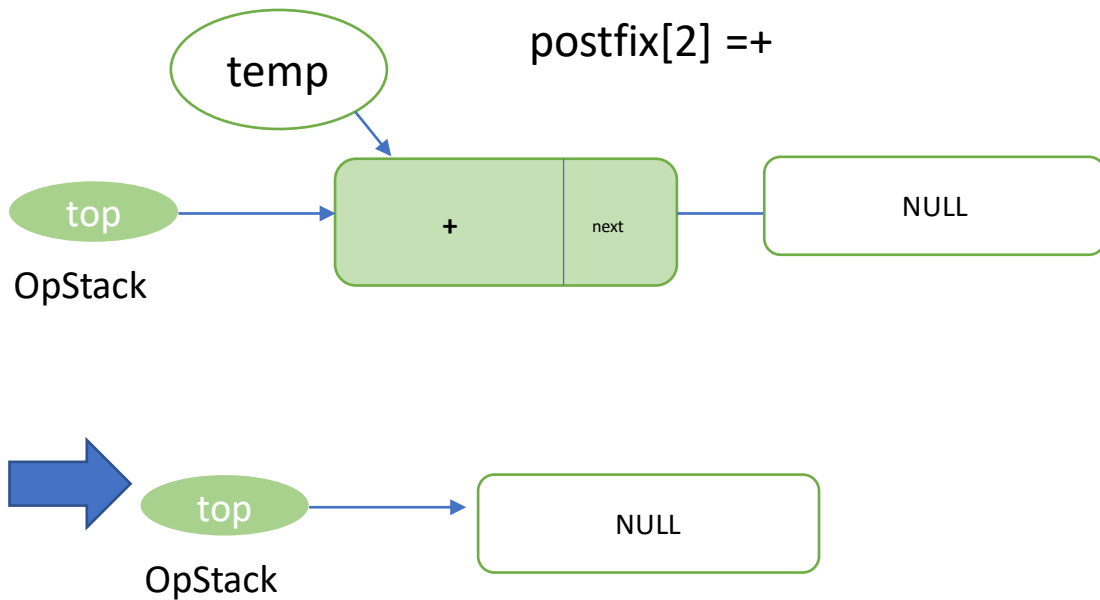 temp
postfix[2] =+
top
+
next
NULL
OpStack
top
NULL
OpStack